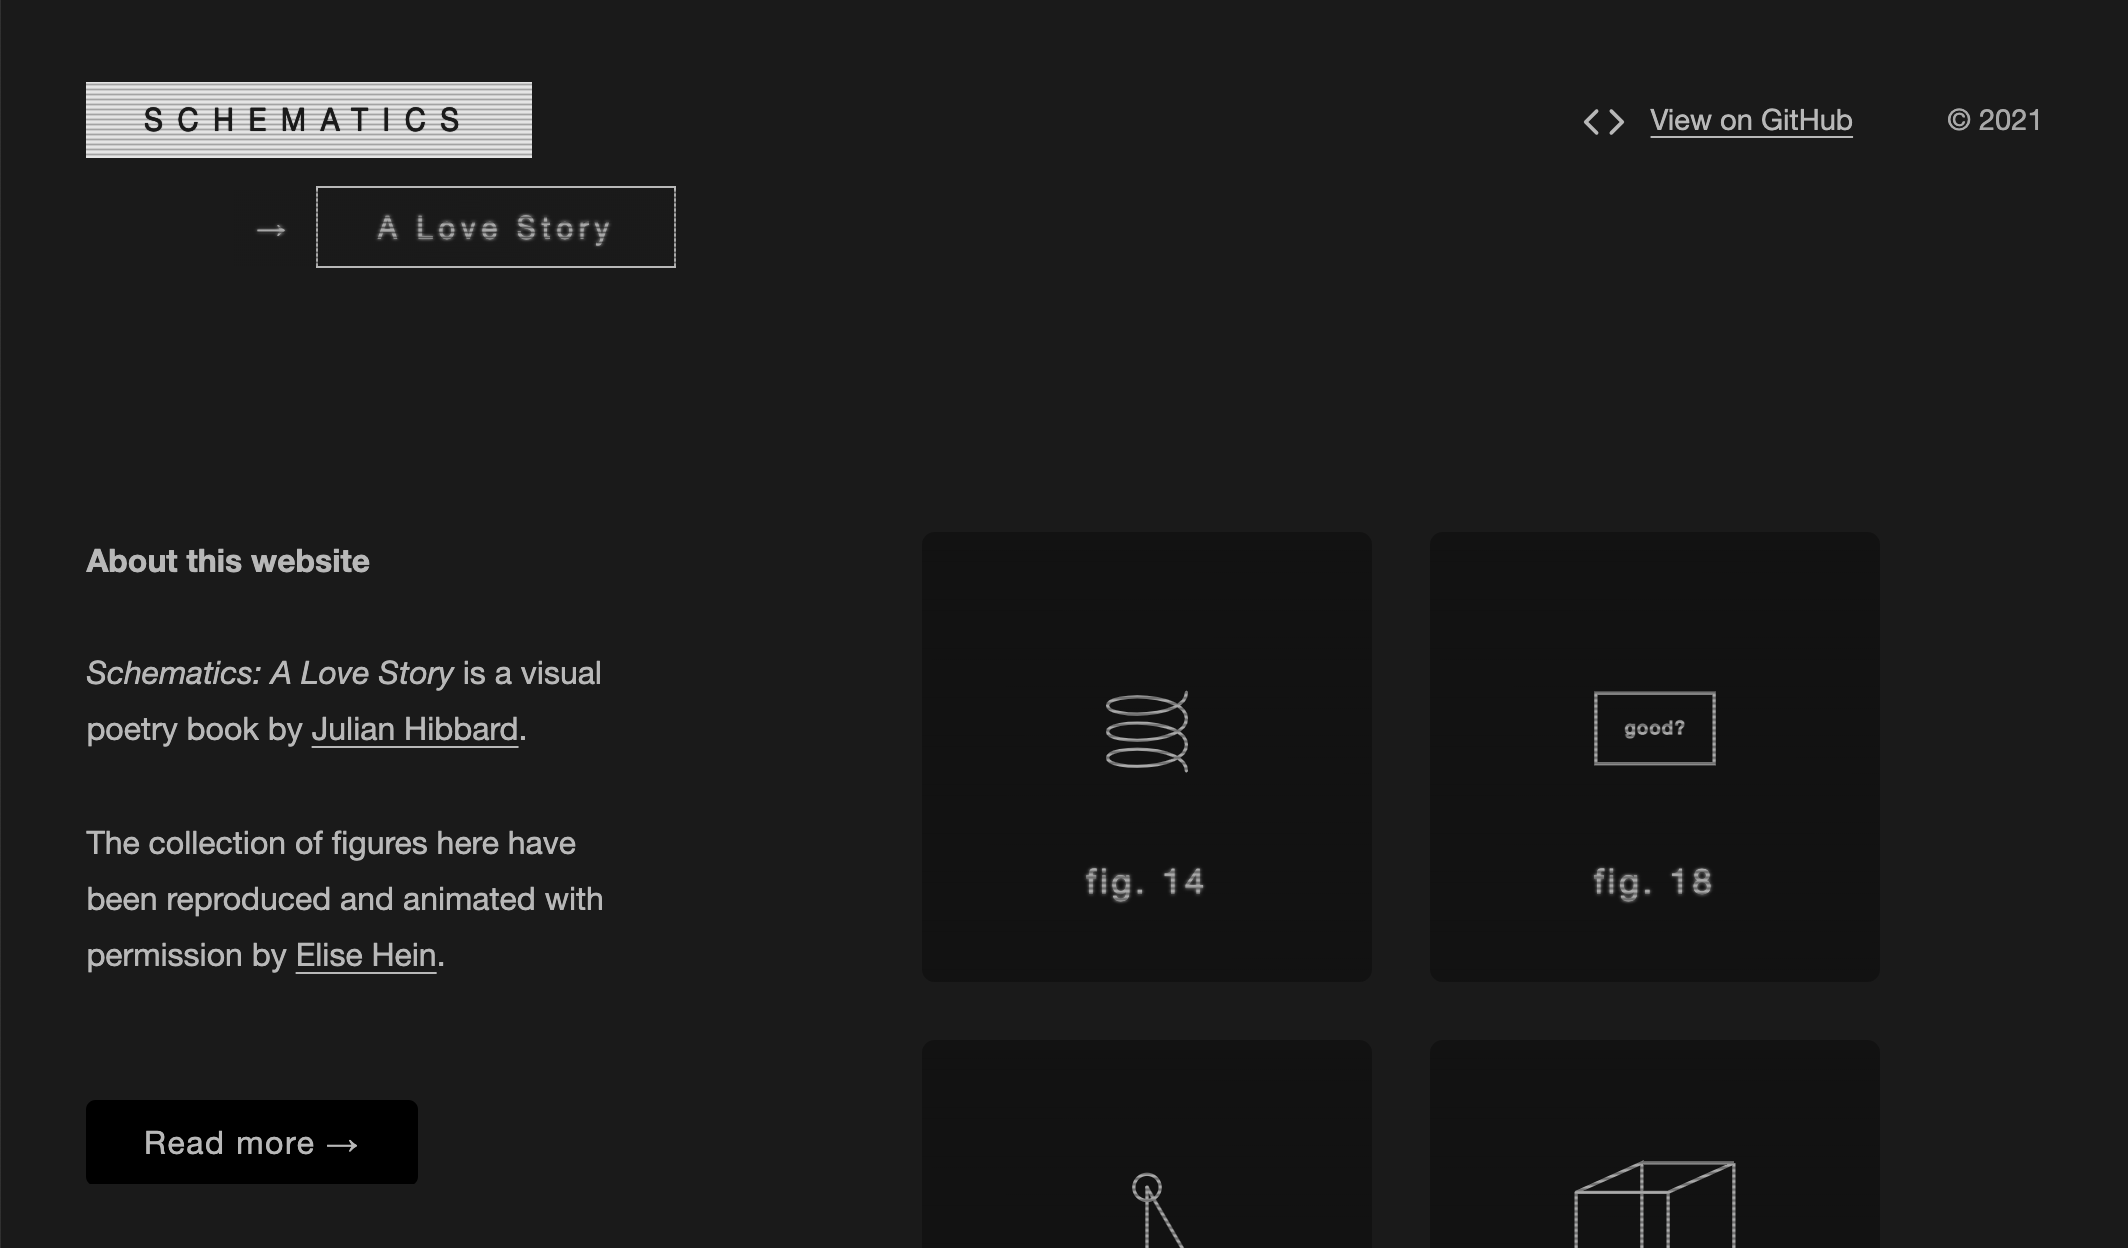 SCHEMATICS
View on GitHub
© 2021
→ A Love Story
About this website
Schematics: A Love Story is a visual
poetry book by Julian Hibbard.
The collection of figures here have
been reproduced and animated with
permission by Elise Hein.
Read more →
good?
fig. 14
fig. 18